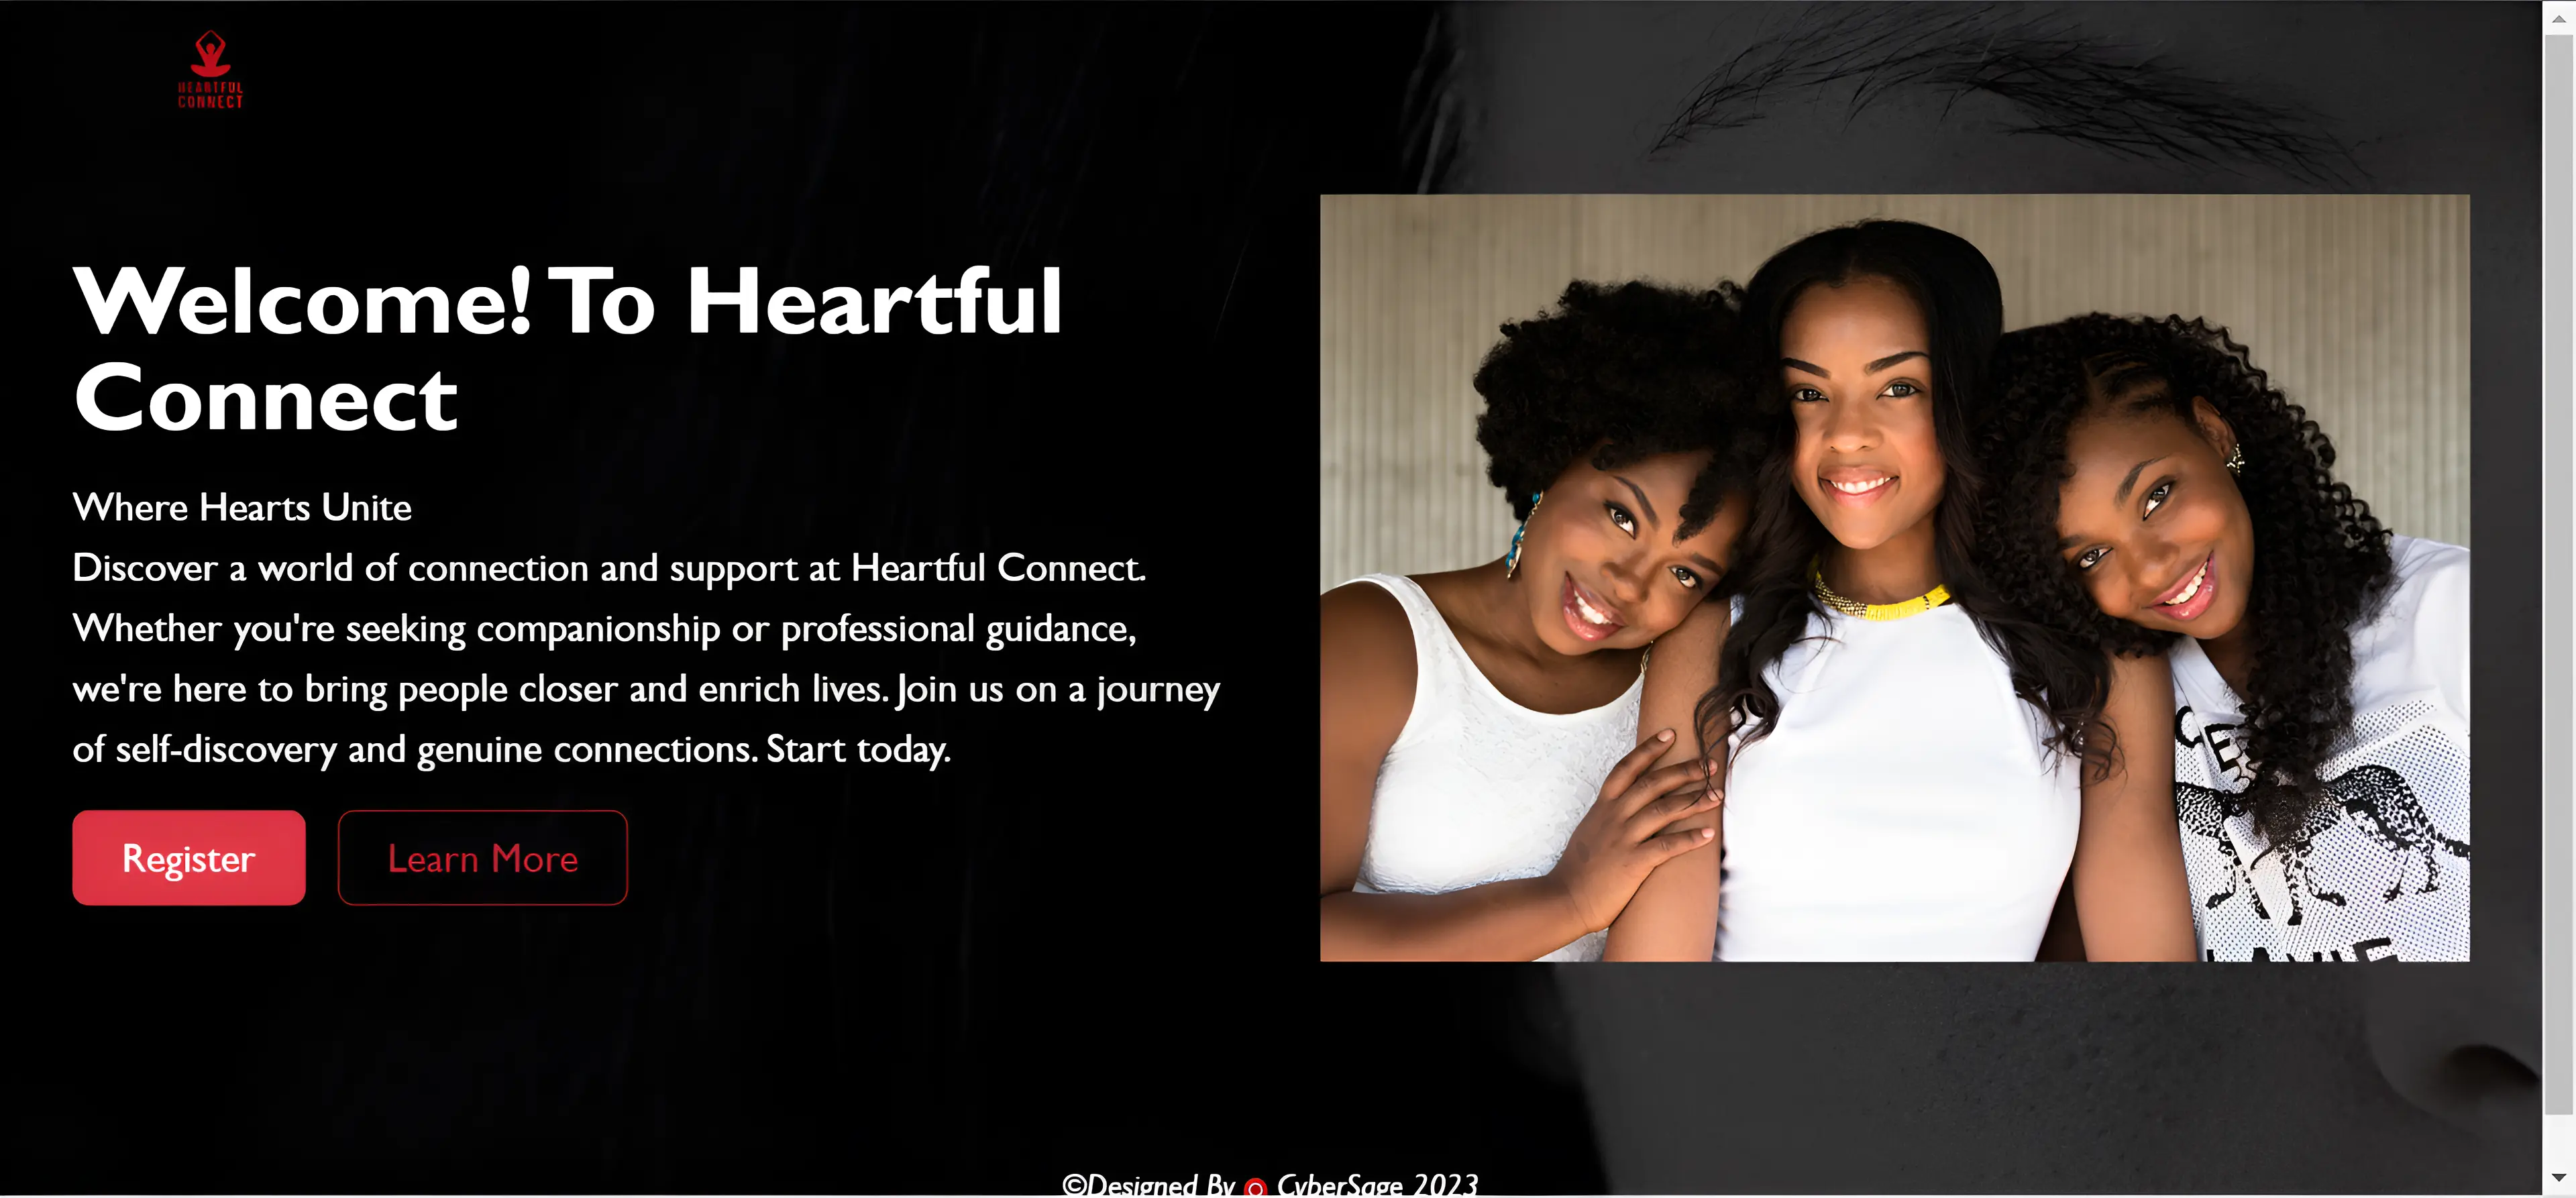 HEARTFUL
CONNECT
Welcome! To Heartful
Connect
Where Hearts Unite
Discover a world of connection and support at Heartful Connect.
Whether you're seeking companionship or professional guidance,
we're here to bring people closer and enrich lives. Join us on a journey
of self-discovery and genuine connections. Start today.
Register
Learn More
©Designed By CyberSage 2023